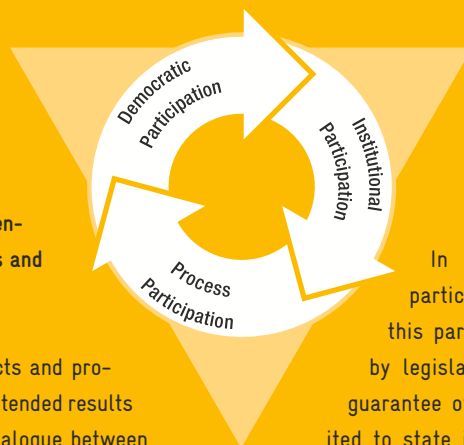 Democratic
Participation
Institutional
Participation
Process
Participation
s and
cts and pro-
tended results
alogue between
In
partic
this par
by legisla
guarantee o
ited to state